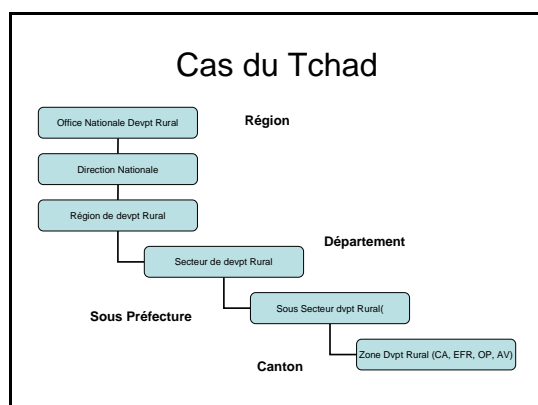 Cas du Tchad
Office Nationale Devpt Rural
Région
Direction Nationale
Région de devpt Rural
Département
Secteur de devpt Rural
Sous Préfecture
Sous Secteur dvpt Rural(
Zone Dvpt Rural (CA, EFR, OP, AV)
Canton